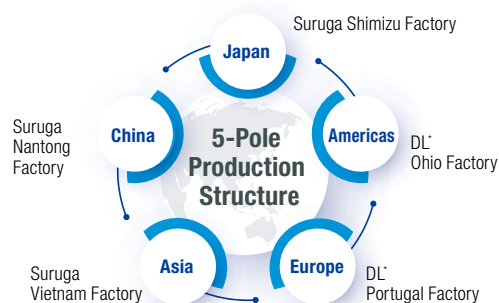 Suruga Shimizu Factory
Japan
Suruga
Nantong
Factory
China
5-Pole
Production
Structure
Americas
DL*
Ohio Factory
Suruga
Vietnam Factory
Asia
Europe
DL*
Portugal Factory